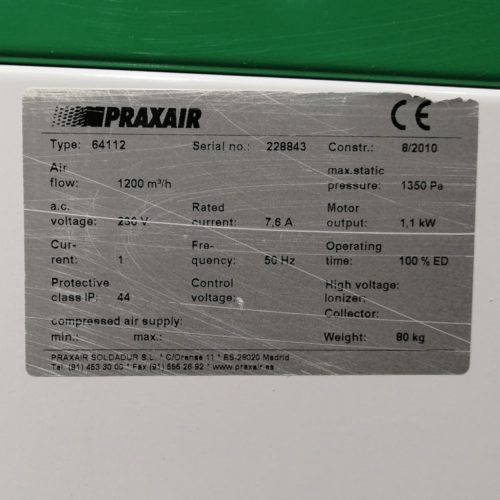 PRAXAIR CE
Type: 64112 Serial no.: 228843 Constr.: 8/2010
Air flow: 1200 m³/h max.static pressure: 1350 Pa
a.c. voltage: 230 V Rated current: 7,6 A Motor output: 1,1 kW
Cur-rent: 1 Fre-quency: 50 Hz Operating time: 100 % ED
Protective class IP: 44 Control voltage: High voltage:
Ionizer:
Collector:
compressed air supply:
min.: max.: Weight: 80 kg
PRAXAIR SOLDADUR S.L. * C/Orense 11 * ES-28020 Madrid
Tel. (91) 453 30 00 * Fax (91) 555 26 92 * www.praxair.es